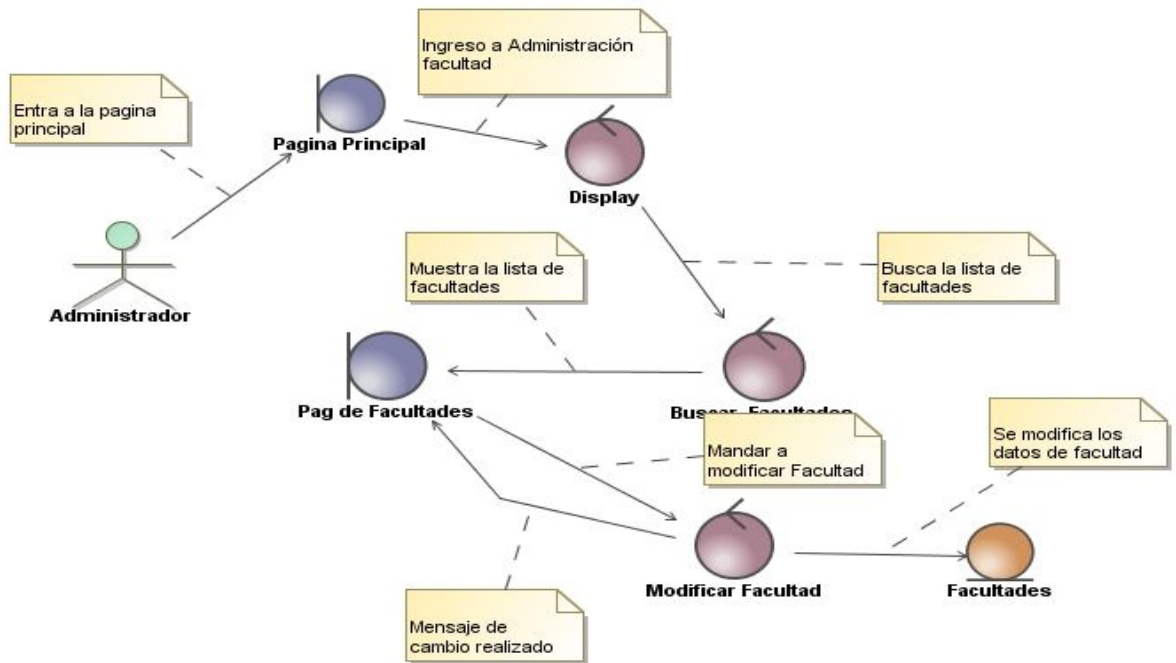 Ingreso a Administración
facultad
Entra a la pagina
principal
Pagina Principal
Display
Administrador
Muestra la lista de
facultades
Busca la lista de
facultades
Pag de Facultades
Buscar Facultades
Mandar a
modificar Facultad
Se modifica los
datos de facultad
Modificar Facultad
Facultades
Mensaje de
cambio realizado